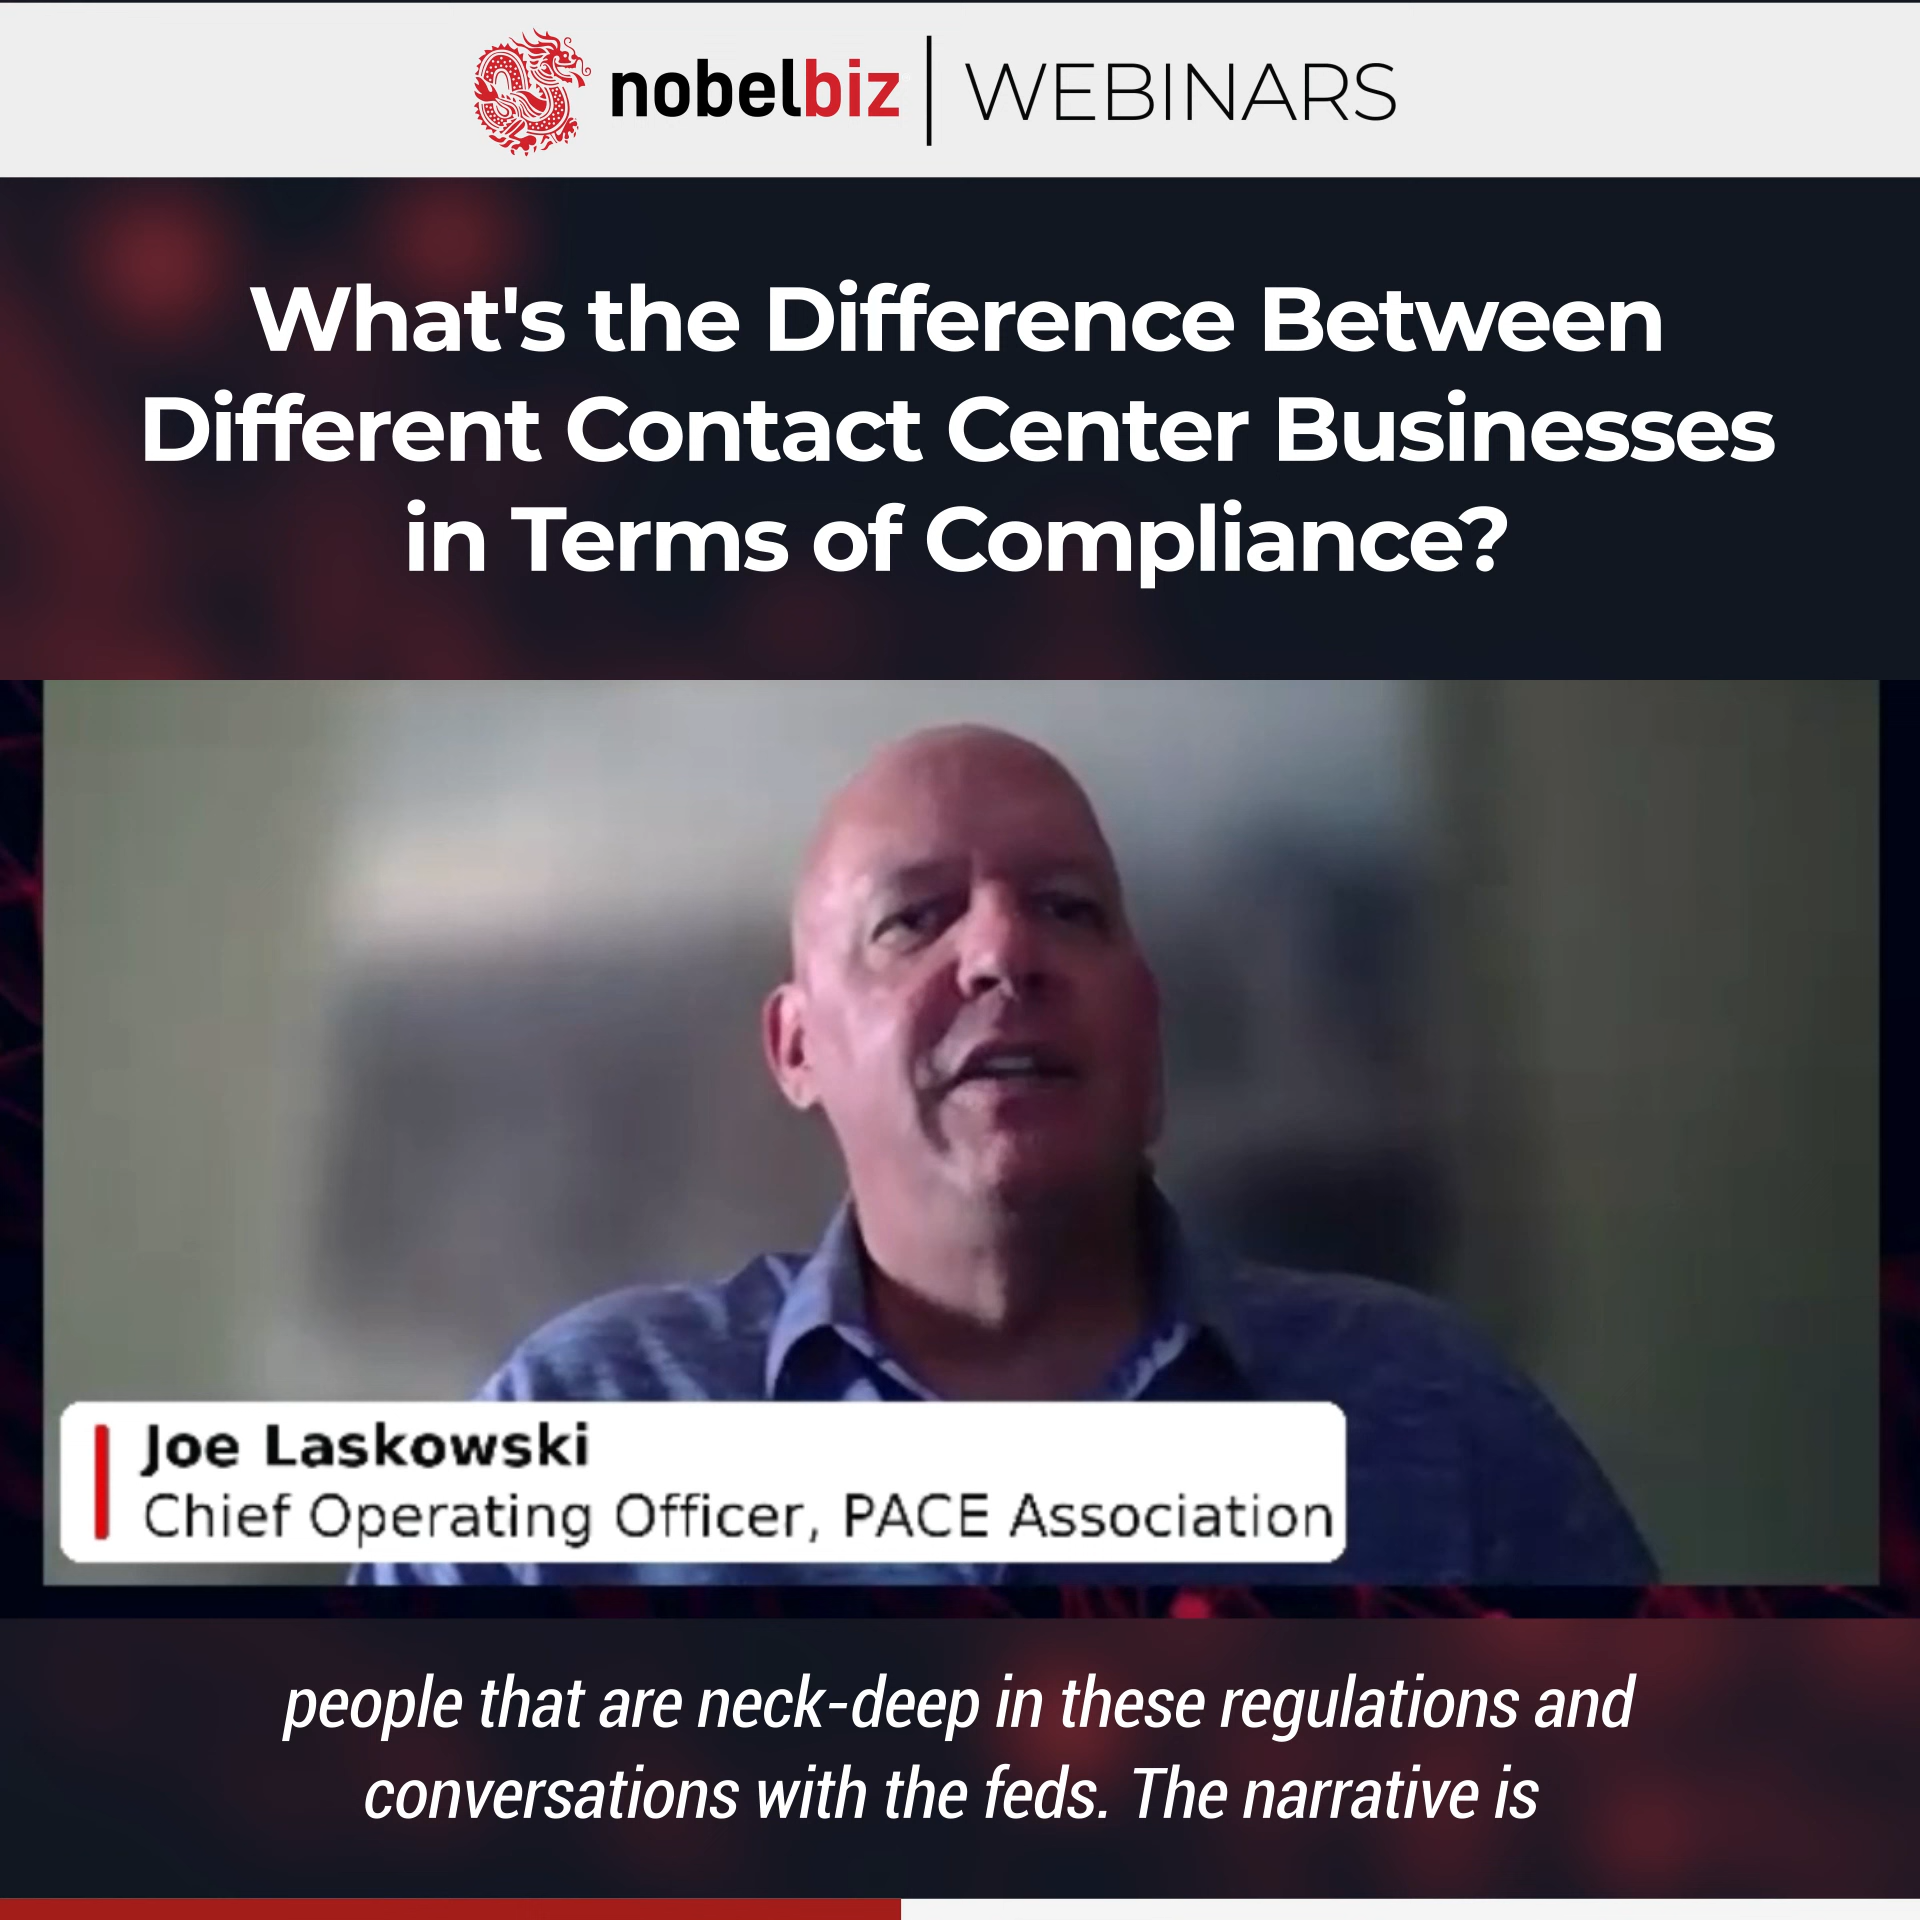 nobelbiz | WEBINARS
What's the Difference Between
Different Contact Center Businesses
in Terms of Compliance?
Joe Laskowski
Chief Operating Officer, PACE Association
people that are neck-deep in these regulations and
conversations with the feds. The narrative is